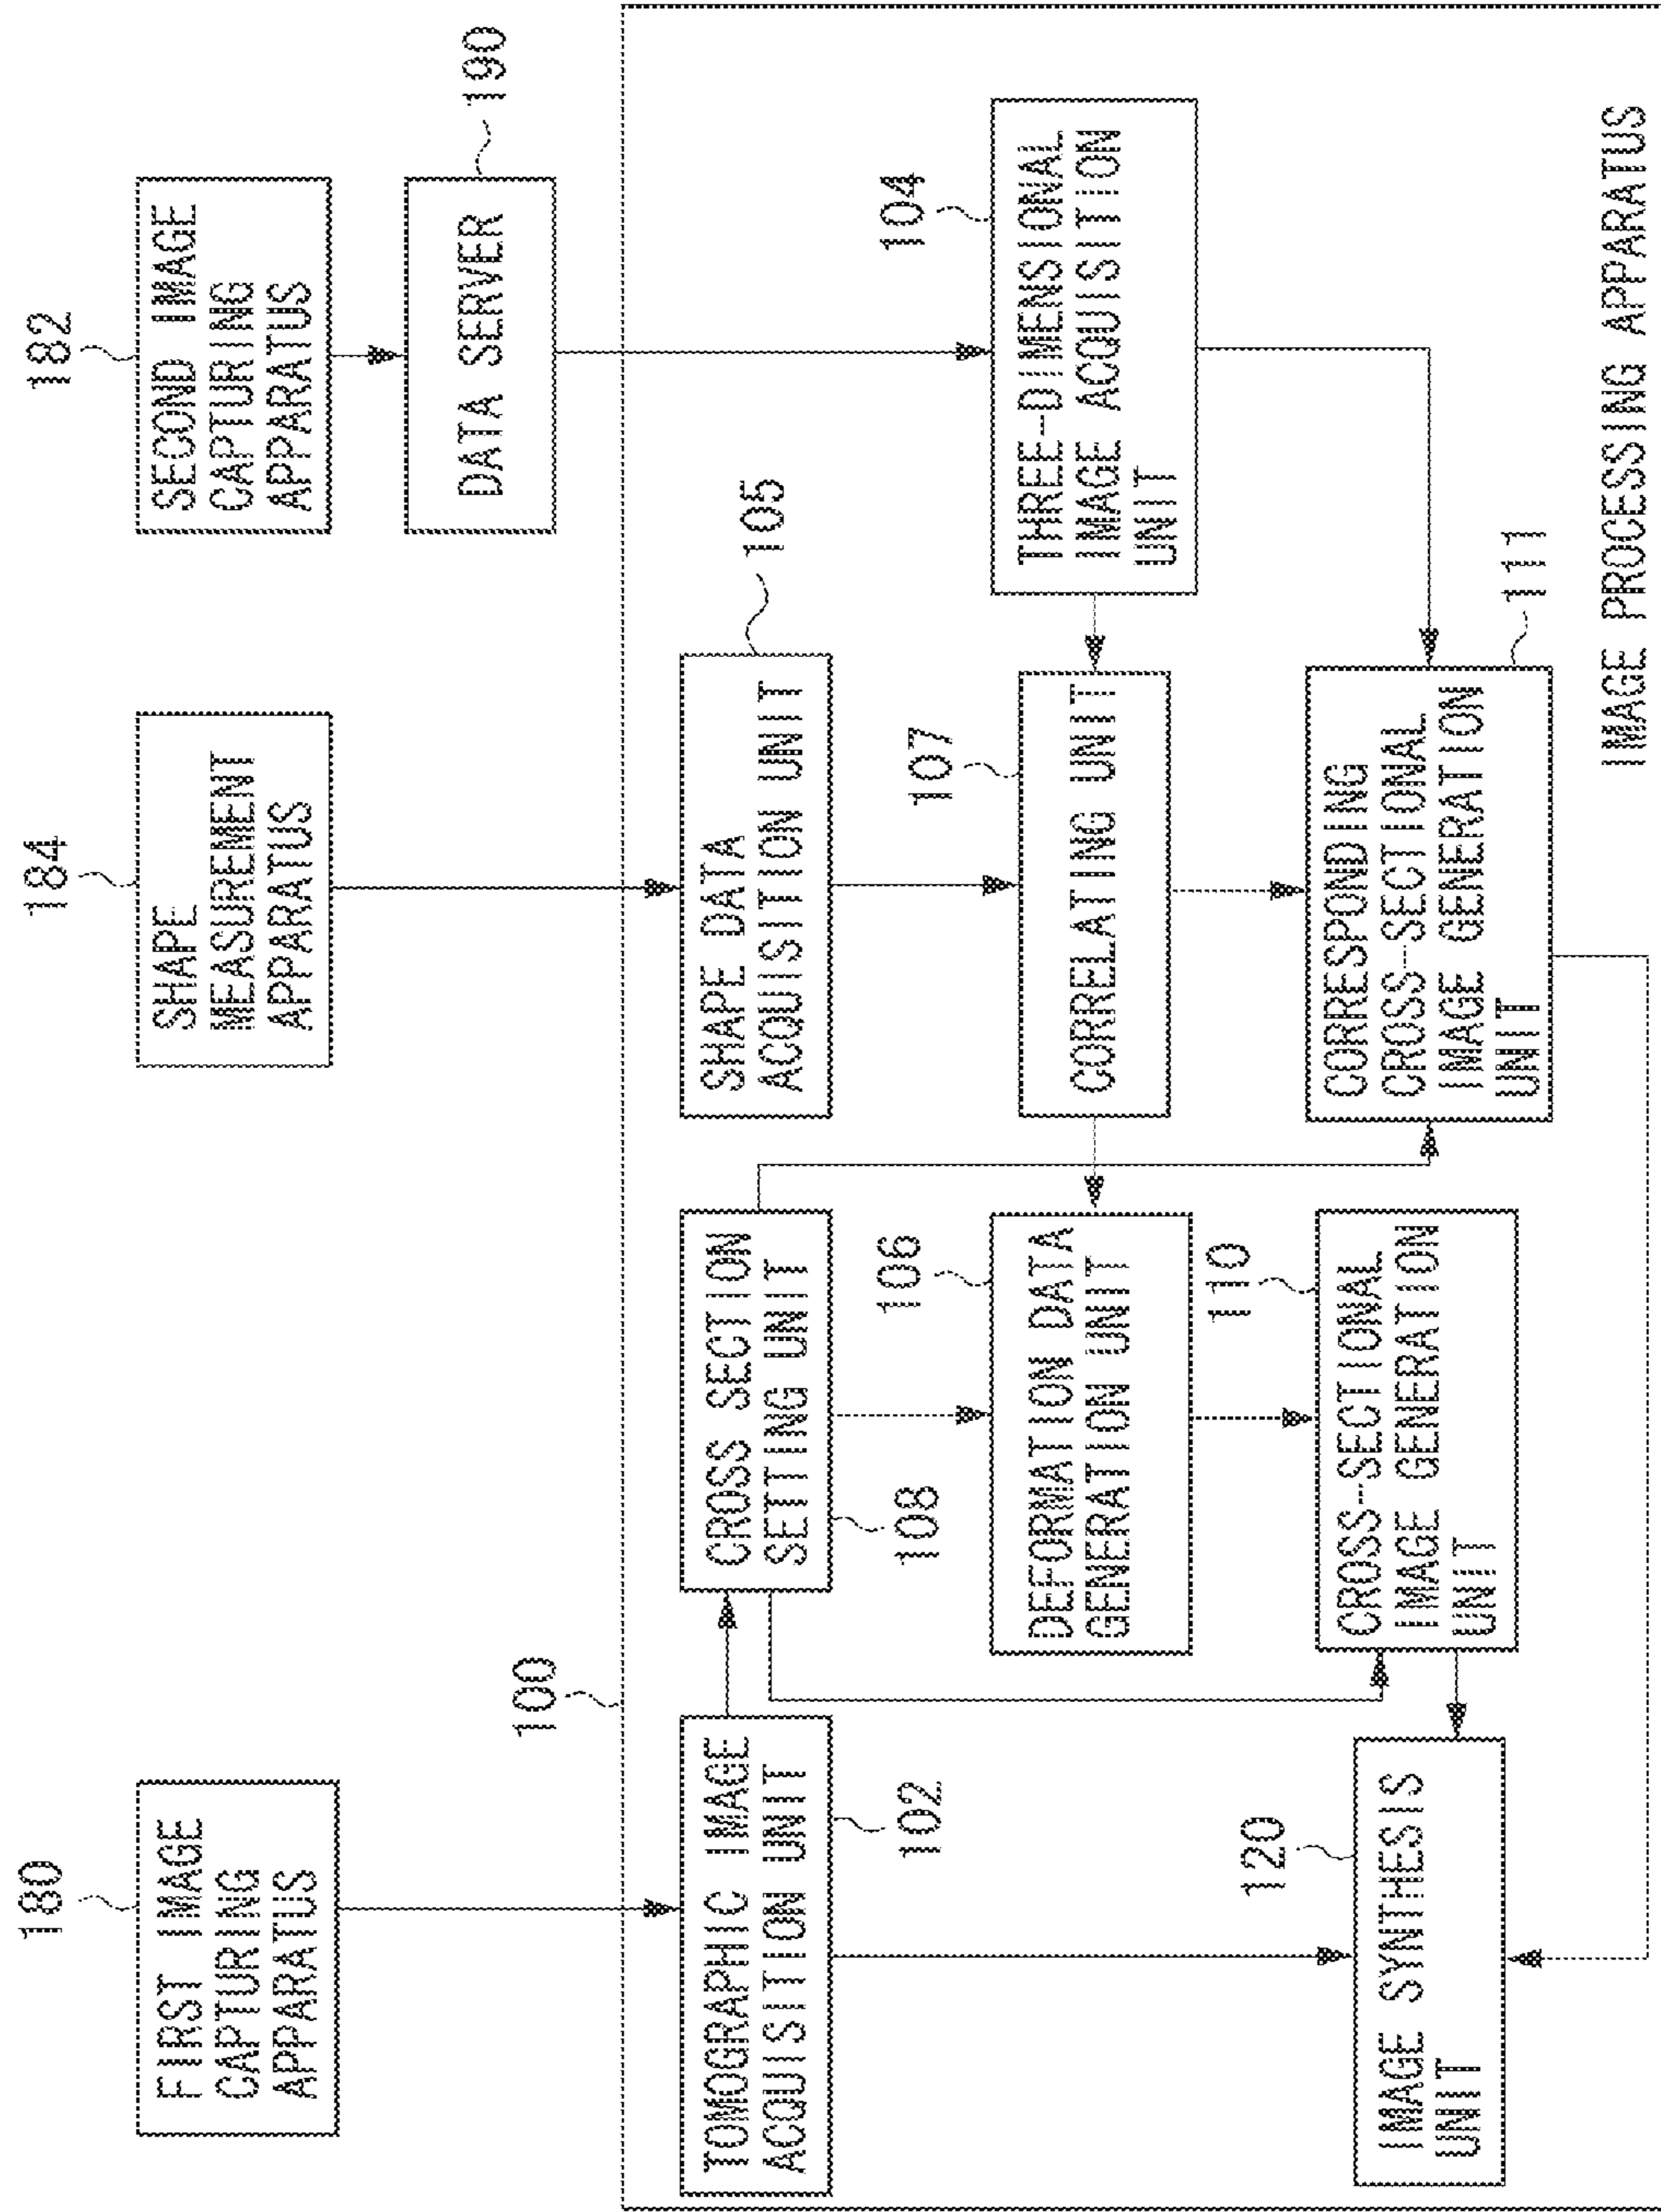 180
FIRST IMAGE
CAPTURING
APPARATUS
184
SHAPE
MEASUREMENT
APPARATUS
182
SECOND IMAGE
CAPTURING
APPARATUS
190
DATA SERVER
100
TOMOGRAPHIC IMAGE
ACQUISITION UNIT
102
CROSS SECTION
SETTING UNIT
108
SHAPE DATA
ACQUISITION UNIT
105
104
THREE-DIMENSIONAL
IMAGE ACQUISITION
UNIT
106
DEFORMATION DATA
GENERATION UNIT
107
CORRELATING UNIT
120
IMAGE SYNTHESIS
UNIT
110
CROSS-SECTIONAL
IMAGE GENERATION
UNIT
CORRESPONDING
CROSS-SECTIONAL
IMAGE GENERATION
UNIT
111
IMAGE PROCESSING APPARATUS